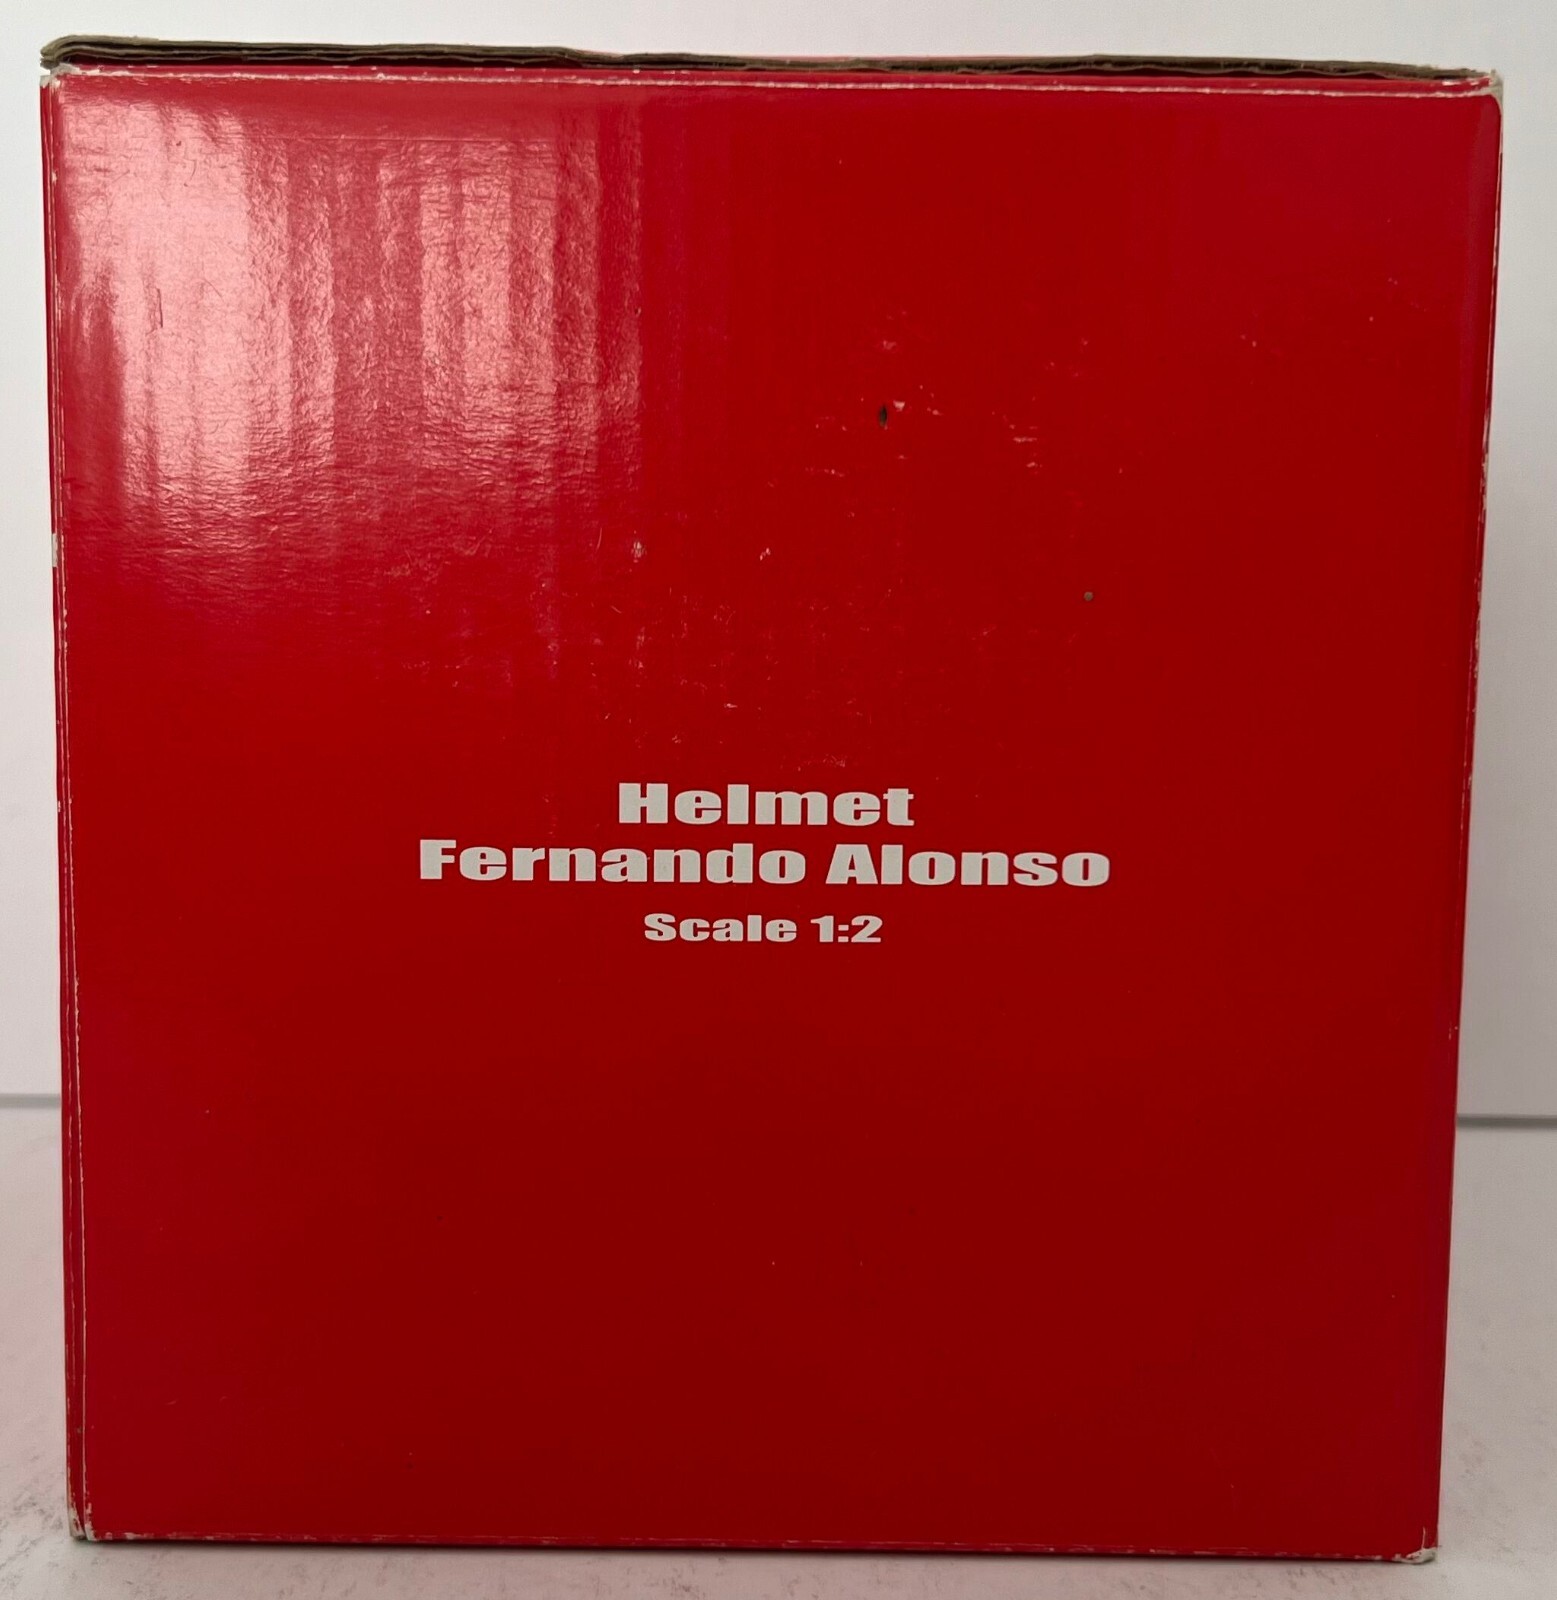 Helmet
Fernando Alonso
Scale 1:2